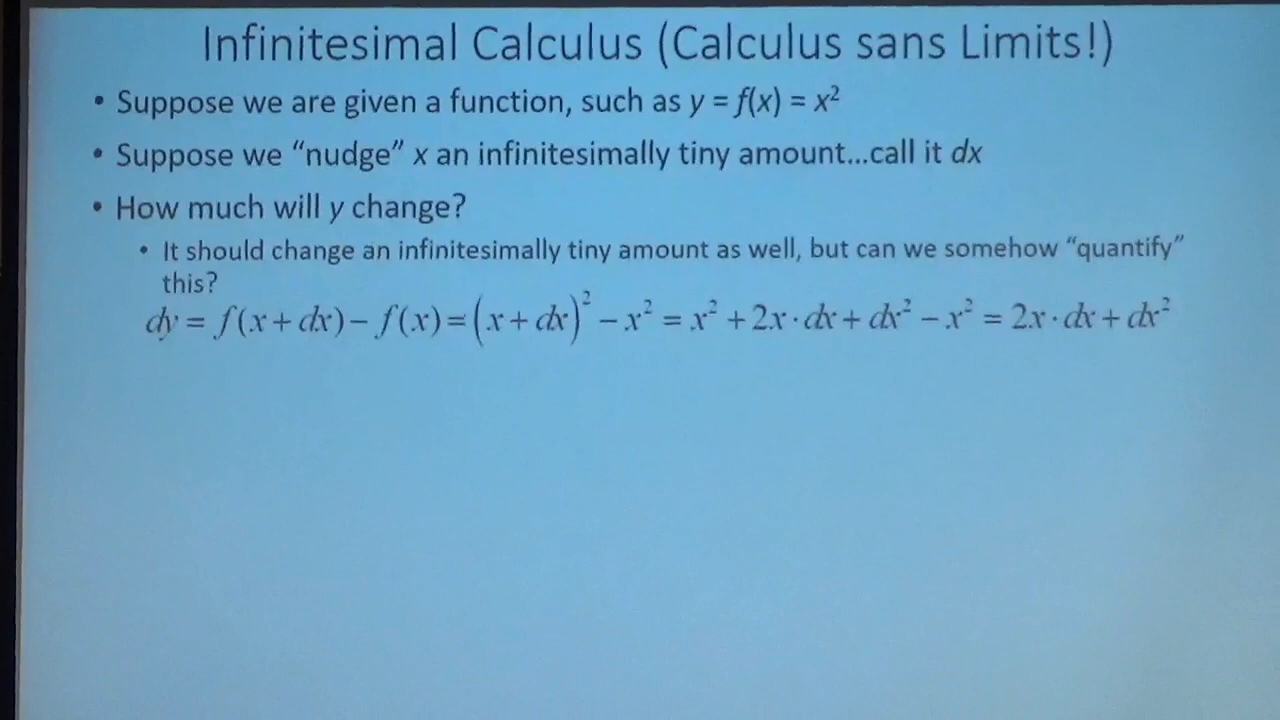 Infinitesimal Calculus (Calculus sans Limits!)
• Suppose we are given a function, such as y = f(x) = x²
• Suppose we “nudge” x an infinitesimally tiny amount...call it dx
• How much will y change?
• It should change an infinitesimally tiny amount as well, but can we somehow “quantify”
this?
dy = f(x + dx) − f(x) = (x + dx)² − x² = x² + 2x · dx + dx² − x² = 2x · dx + dx²